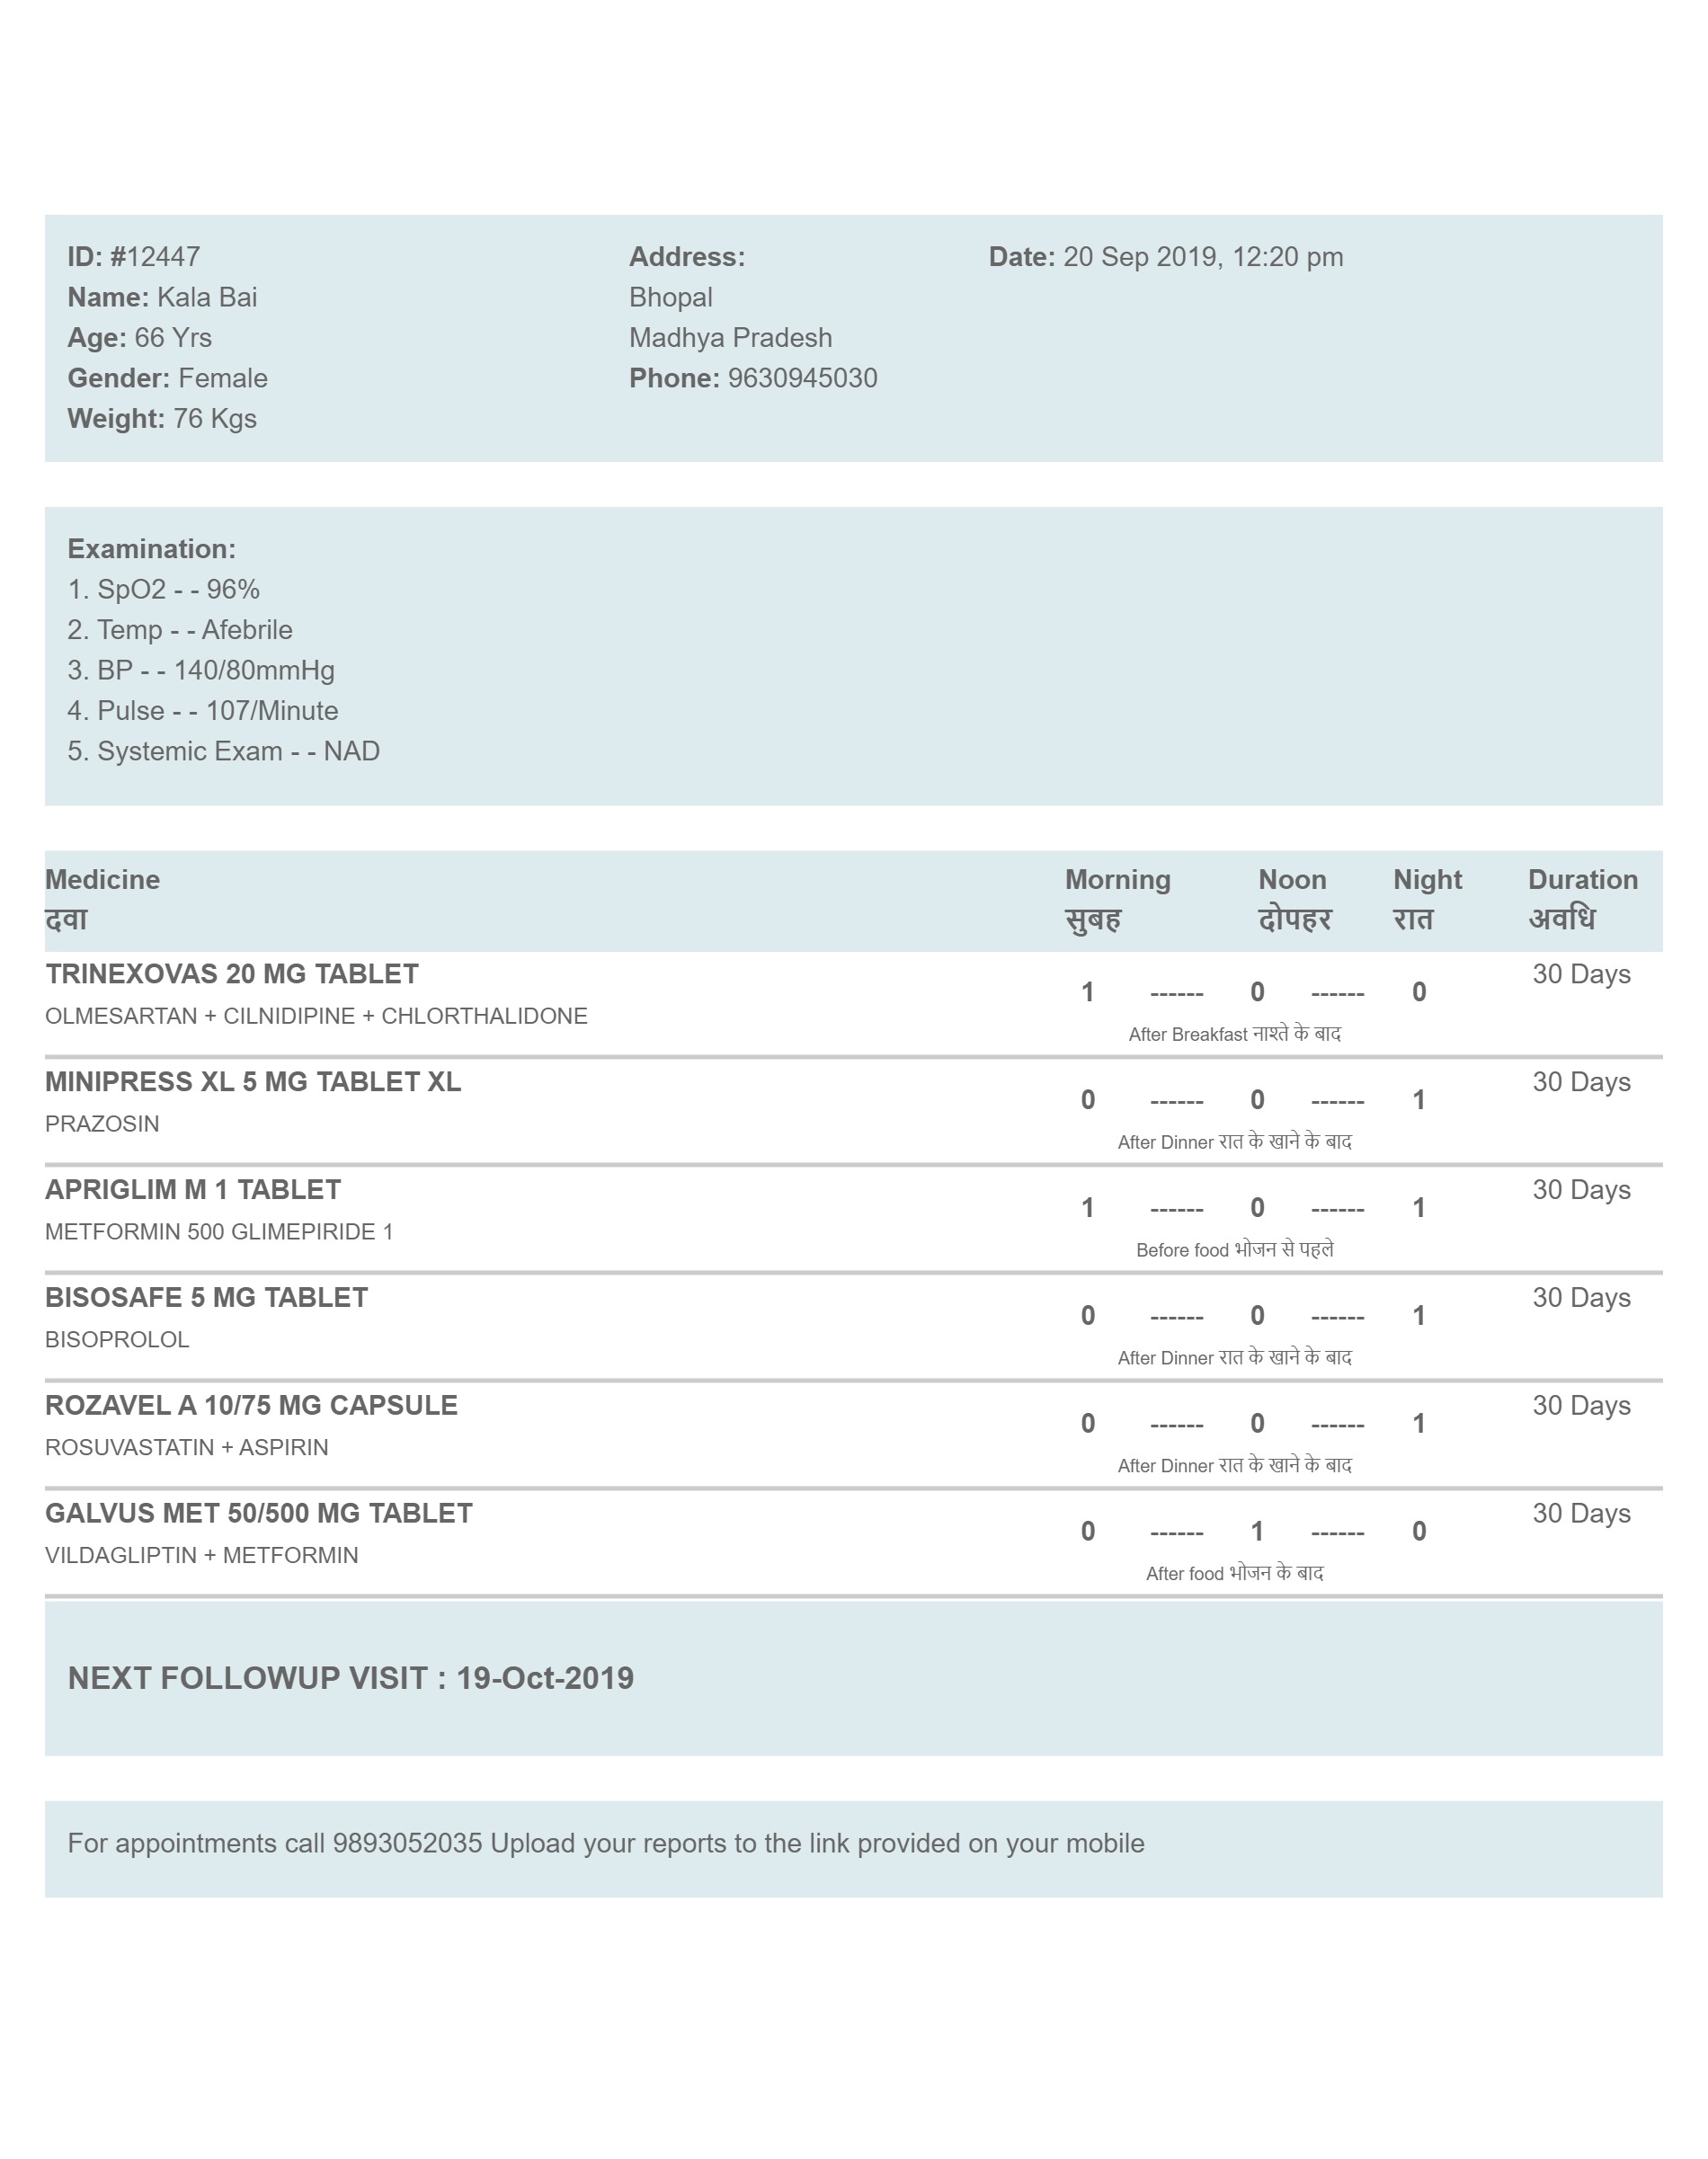 ID: #12447
Name: Kala Bai
Age: 66 Yrs
Gender: Female
Weight: 76 Kgs
Address:
Bhopal
Madhya Pradesh
Phone: 9630945030
Date: 20 Sep 2019, 12:20 pm
Examination:
1. SpO2 - - 96%
2. Temp - - Afebrile
3. BP - - 140/80mmHg
4. Pulse - - 107/Minute
5. Systemic Exam - - NAD
Medicine Morning Noon Night Duration
दवा सुबह दोपहर रात अवधि
TRINEXOVAS 20 MG TABLET 30 Days
1 ------ 0 ------ 0
OLMESARTAN + CILNIDIPINE + CHLORTHALIDONE
After Breakfast नाश्ते के बाद
MINIPRESS XL 5 MG TABLET XL 30 Days
0 ------ 0 ------ 1
PRAZOSIN
After Dinner रात के खाने के बाद
APRIGLIM M 1 TABLET 30 Days
1 ------ 0 ------ 1
METFORMIN 500 GLIMEPIRIDE 1
Before food भोजन से पहले
BISOSAFE 5 MG TABLET 30 Days
0 ------ 0 ------ 1
BISOPROLOL
After Dinner रात के खाने के बाद
ROZAVEL A 10/75 MG CAPSULE 30 Days
0 ------ 0 ------ 1
ROSUVASTATIN + ASPIRIN
After Dinner रात के खाने के बाद
GALVUS MET 50/500 MG TABLET 30 Days
0 ------ 1 ------ 0
VILDAGLIPTIN + METFORMIN
After food भोजन के बाद
NEXT FOLLOWUP VISIT : 19-Oct-2019
For appointments call 9893052035 Upload your reports to the link provided on your mobile